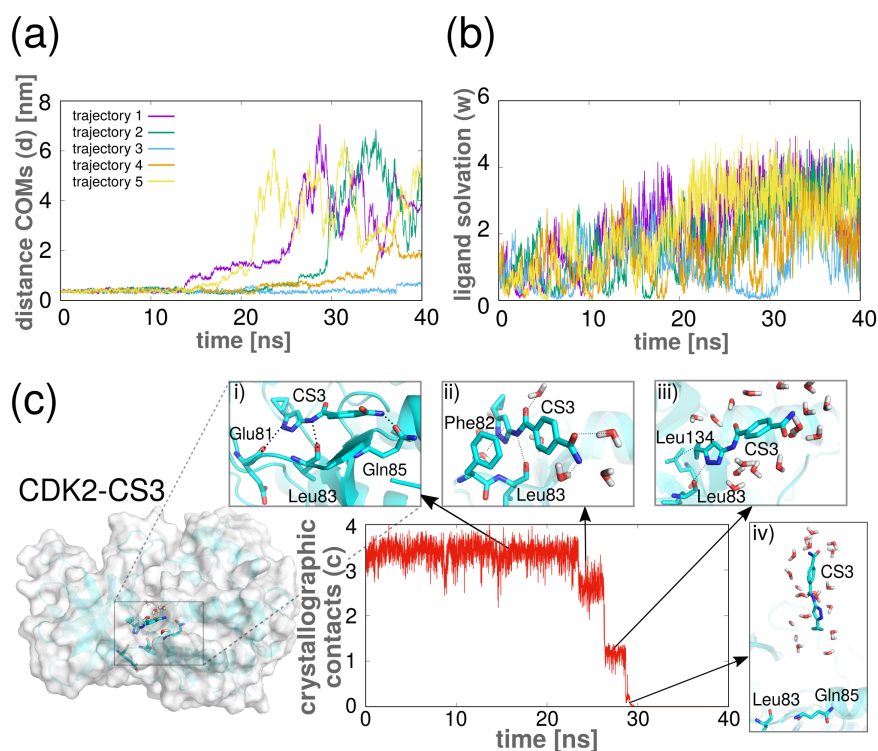 (a)
distance COMs (d) [nm]
8
6
4
2
0
trajectory 1
trajectory 2
trajectory 3
trajectory 4
trajectory 5
0 10 20 30 40
time [ns]
(b)
ligand solvation (w)
6
4
2
0
0 10 20 30 40
time [ns]
(c)
CDK2-CS3
i)
CS3
Glu81
Leu83
Gln85
ii)
Phe82
CS3
Leu83
iii)
Leu134
CS3
Leu83
iv)
CS3
Leu83
Gln85
crystallographic
contacts (c)
4
3
2
1
0
0 10 20 30 40
time [ns]